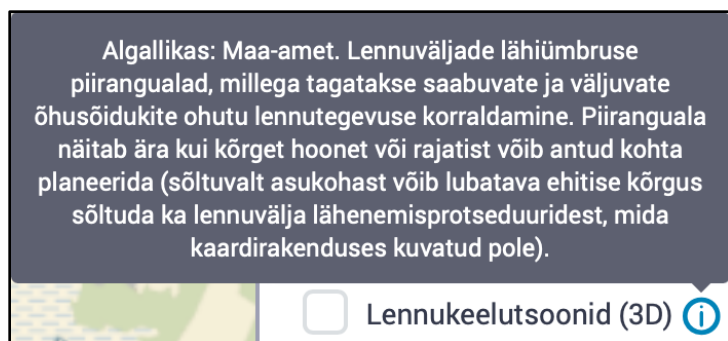 Algallikas: Maa-amet. Lennuväljade lähiümbruse
piirangualad, millega tagatakse saabuvate ja väljuvate
õhusõidukite ohutu lennutegevuse korraldamine. Piiranguala
näitab ära kui kõrget hoonet või rajatist võib antud kohta
planeerida (sõltuvalt asukohast võib lubatava ehitise kõrgus
sõltuda ka lennuvälja lähenemisprotseduuridest, mida
kaardirakenduses kuvatud pole).
Lennukeelutsoonid (3D)